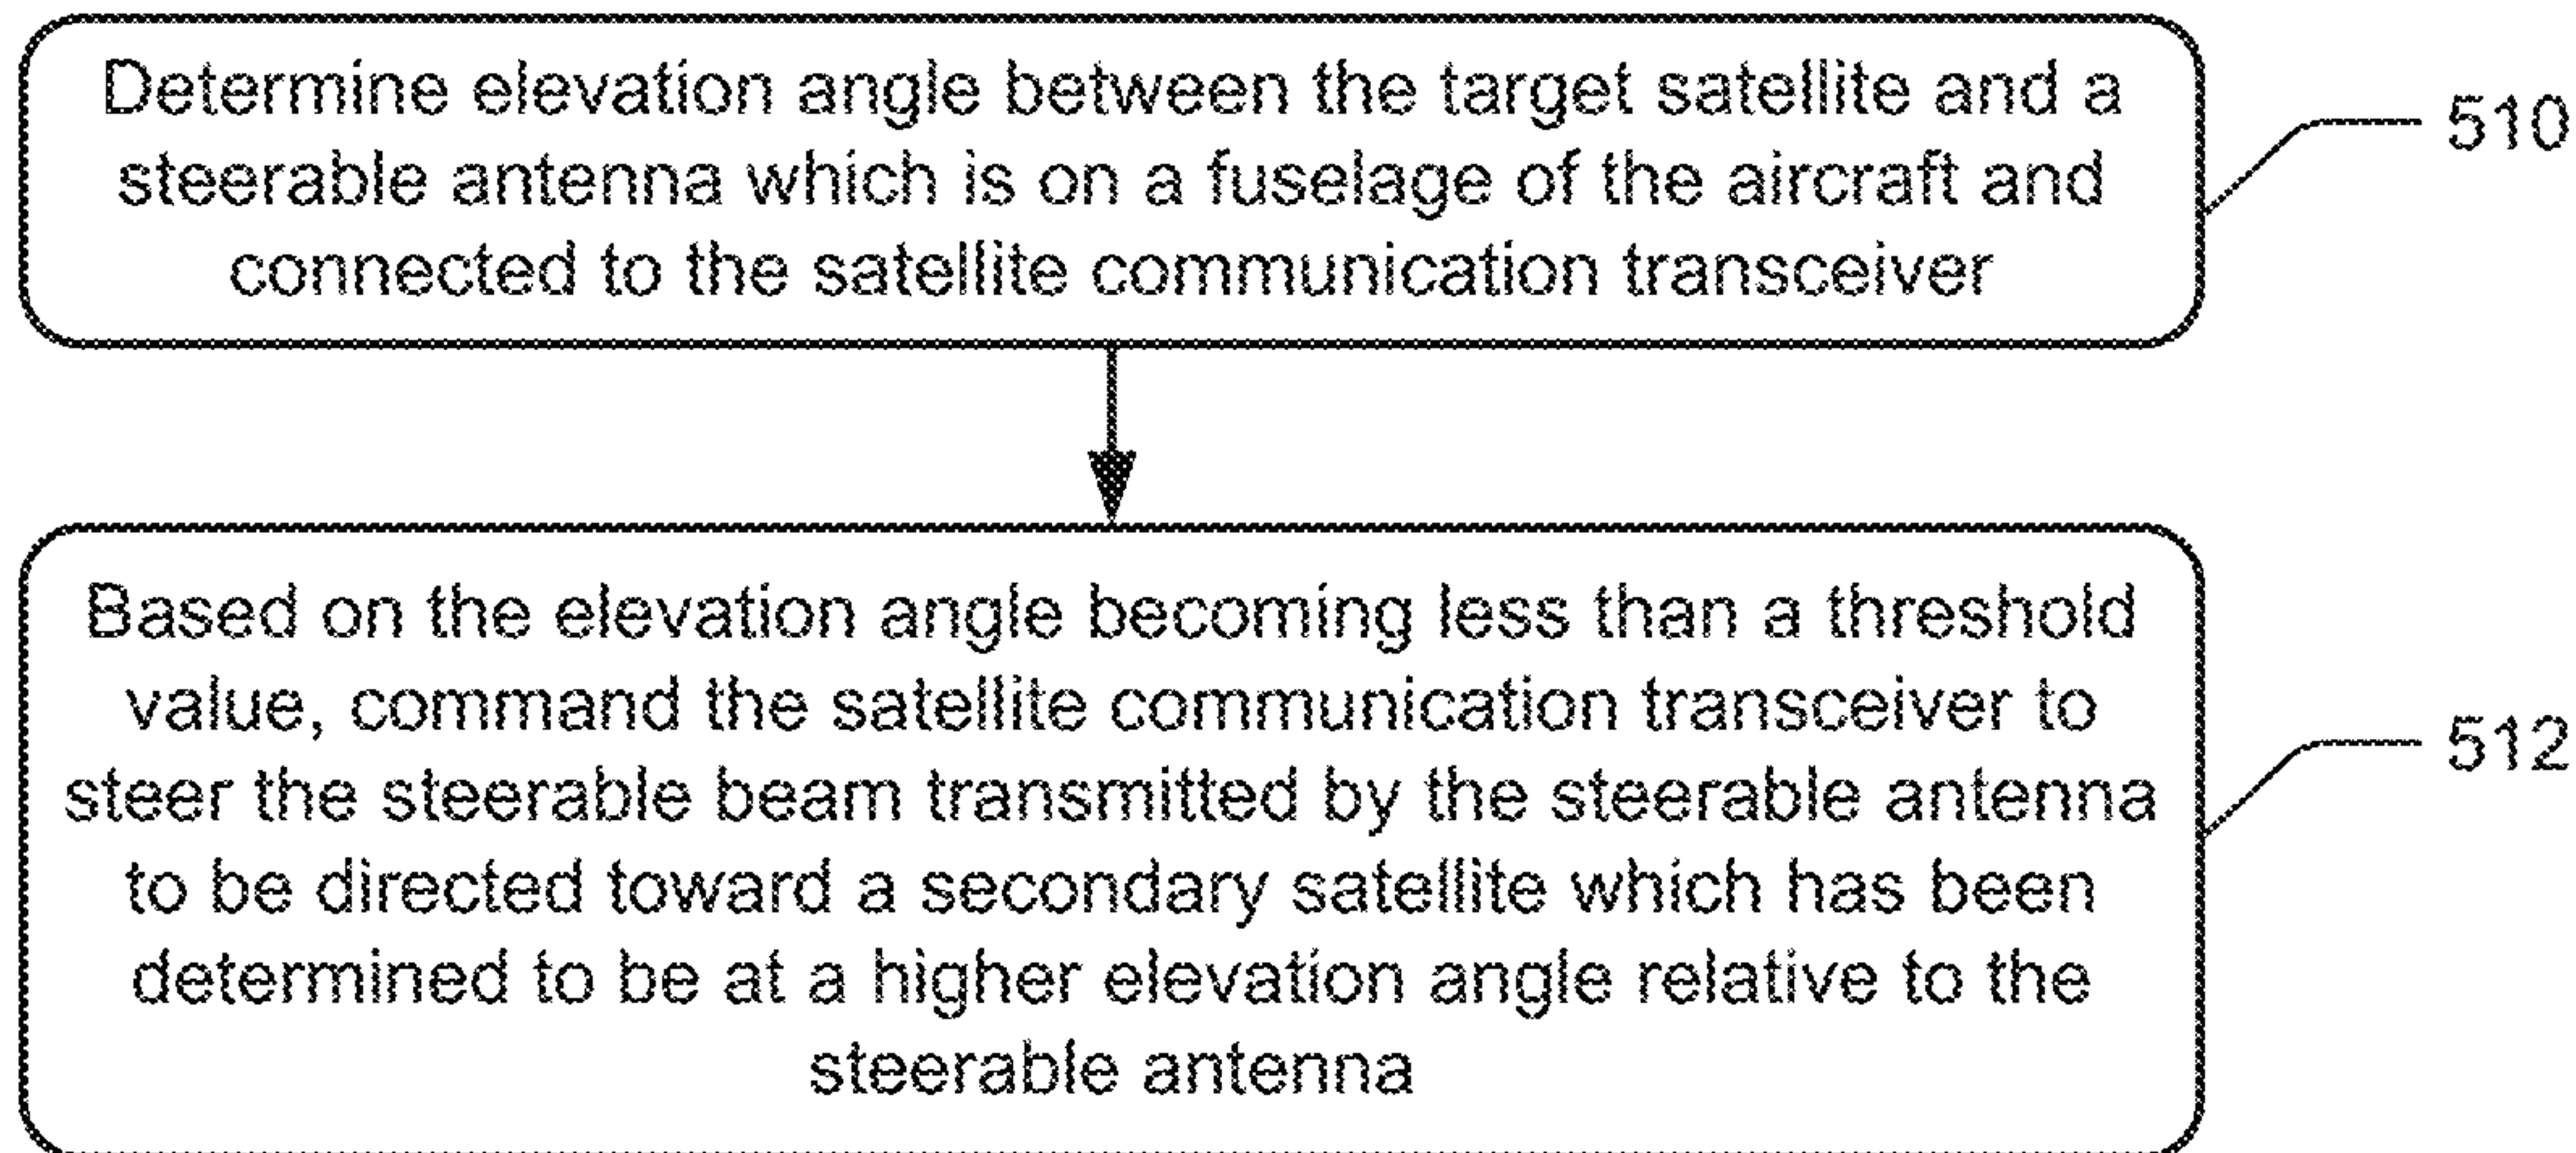 Determine elevation angle between the target satellite and a
steerable antenna which is on a fuselage of the aircraft and
connected to the satellite communication transceiver
510
Based on the elevation angle becoming less than a threshold
value, command the satellite communication transceiver to
steer the steerable beam transmitted by the steerable antenna
to be directed toward a secondary satellite which has been
determined to be at a higher elevation angle relative to the
steerable antenna
512